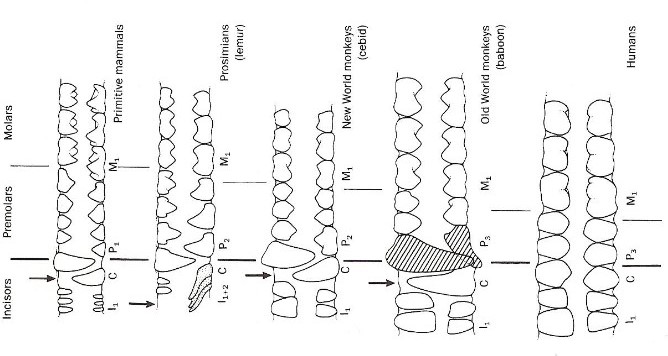 Molars
Premolars
Incisors
Primitive mammals
M₁
P₁
C
I₁
Prosimians
(lemur)
M₁
P₂
C
I₁₊₂
New World monkeys
(cebid)
M₁
P₂
C
I₁
Old World monkeys
(baboon)
M₁
P₃
C
I₁
Humans
M₁
P₃
C
I₁